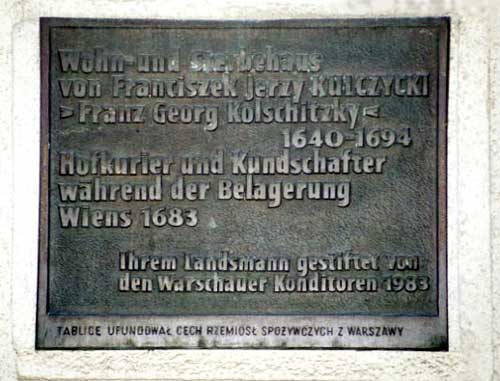 Wohn-und Sterbehaus
von Franciszek Jerzy KULCZYCKI
>Franz Georg Kolschitzky<
1640-1694
Hofkurier und Kundschafter
während der Belagerung
Wiens 1683
Ihrem Landsmann gestiftet von
den Warschauer Konditoren 1983
TABLICĘ UFUNDOWAŁ CECH RZEMIOSŁ SPOŻYWCZYCH Z WARSZAWY